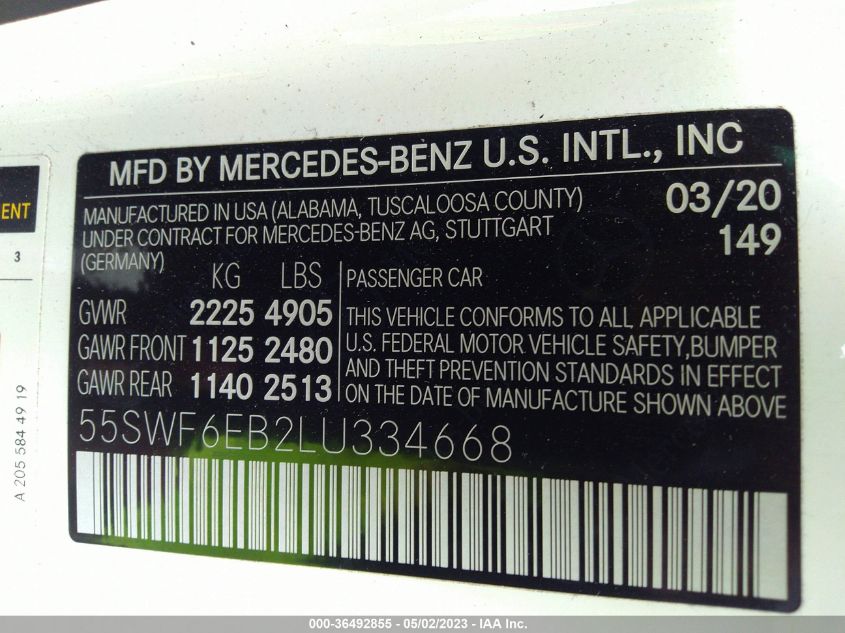 MFD BY MERCEDES-BENZ U.S. INTL., INC
MANUFACTURED IN USA (ALABAMA, TUSCALOOSA COUNTY)
UNDER CONTRACT FOR MERCEDES-BENZ AG, STUTTGART
(GERMANY)
03/20
149
KG LBS
GVWR 2225 4905
GAWR FRONT 1125 2480
GAWR REAR 1140 2513
PASSENGER CAR
THIS VEHICLE CONFORMS TO ALL APPLICABLE
U.S. FEDERAL MOTOR VEHICLE SAFETY, BUMPER
AND THEFT PREVENTION STANDARDS IN EFFECT
ON THE DATE OF MANUFACTURE SHOWN ABOVE.
55SWF6EB2LU334668
ENT
3
A 205 584 49 19
000-36492855 - 05/02/2023 - IAA Inc.